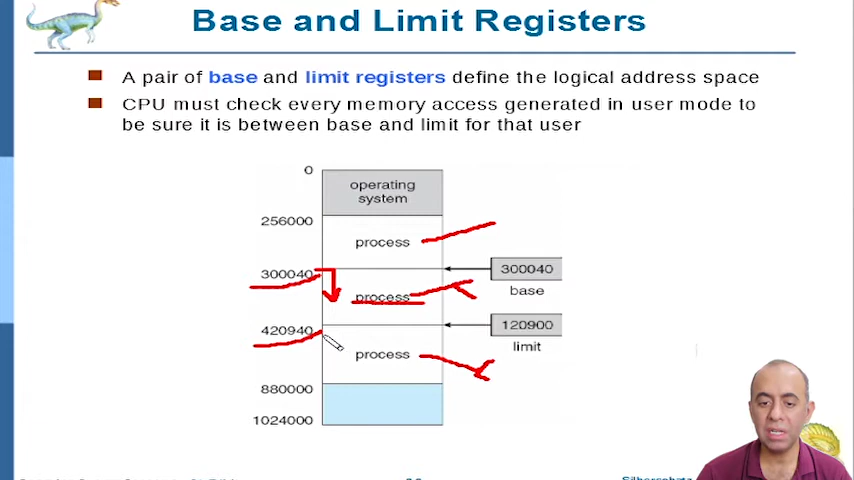 Base and Limit Registers
A pair of base and limit registers define the logical address space
CPU must check every memory access generated in user mode to
be sure it is between base and limit for that user
0
operating
system
256000
process
300040
300040
base
process
420940
120900
limit
process
880000
1024000